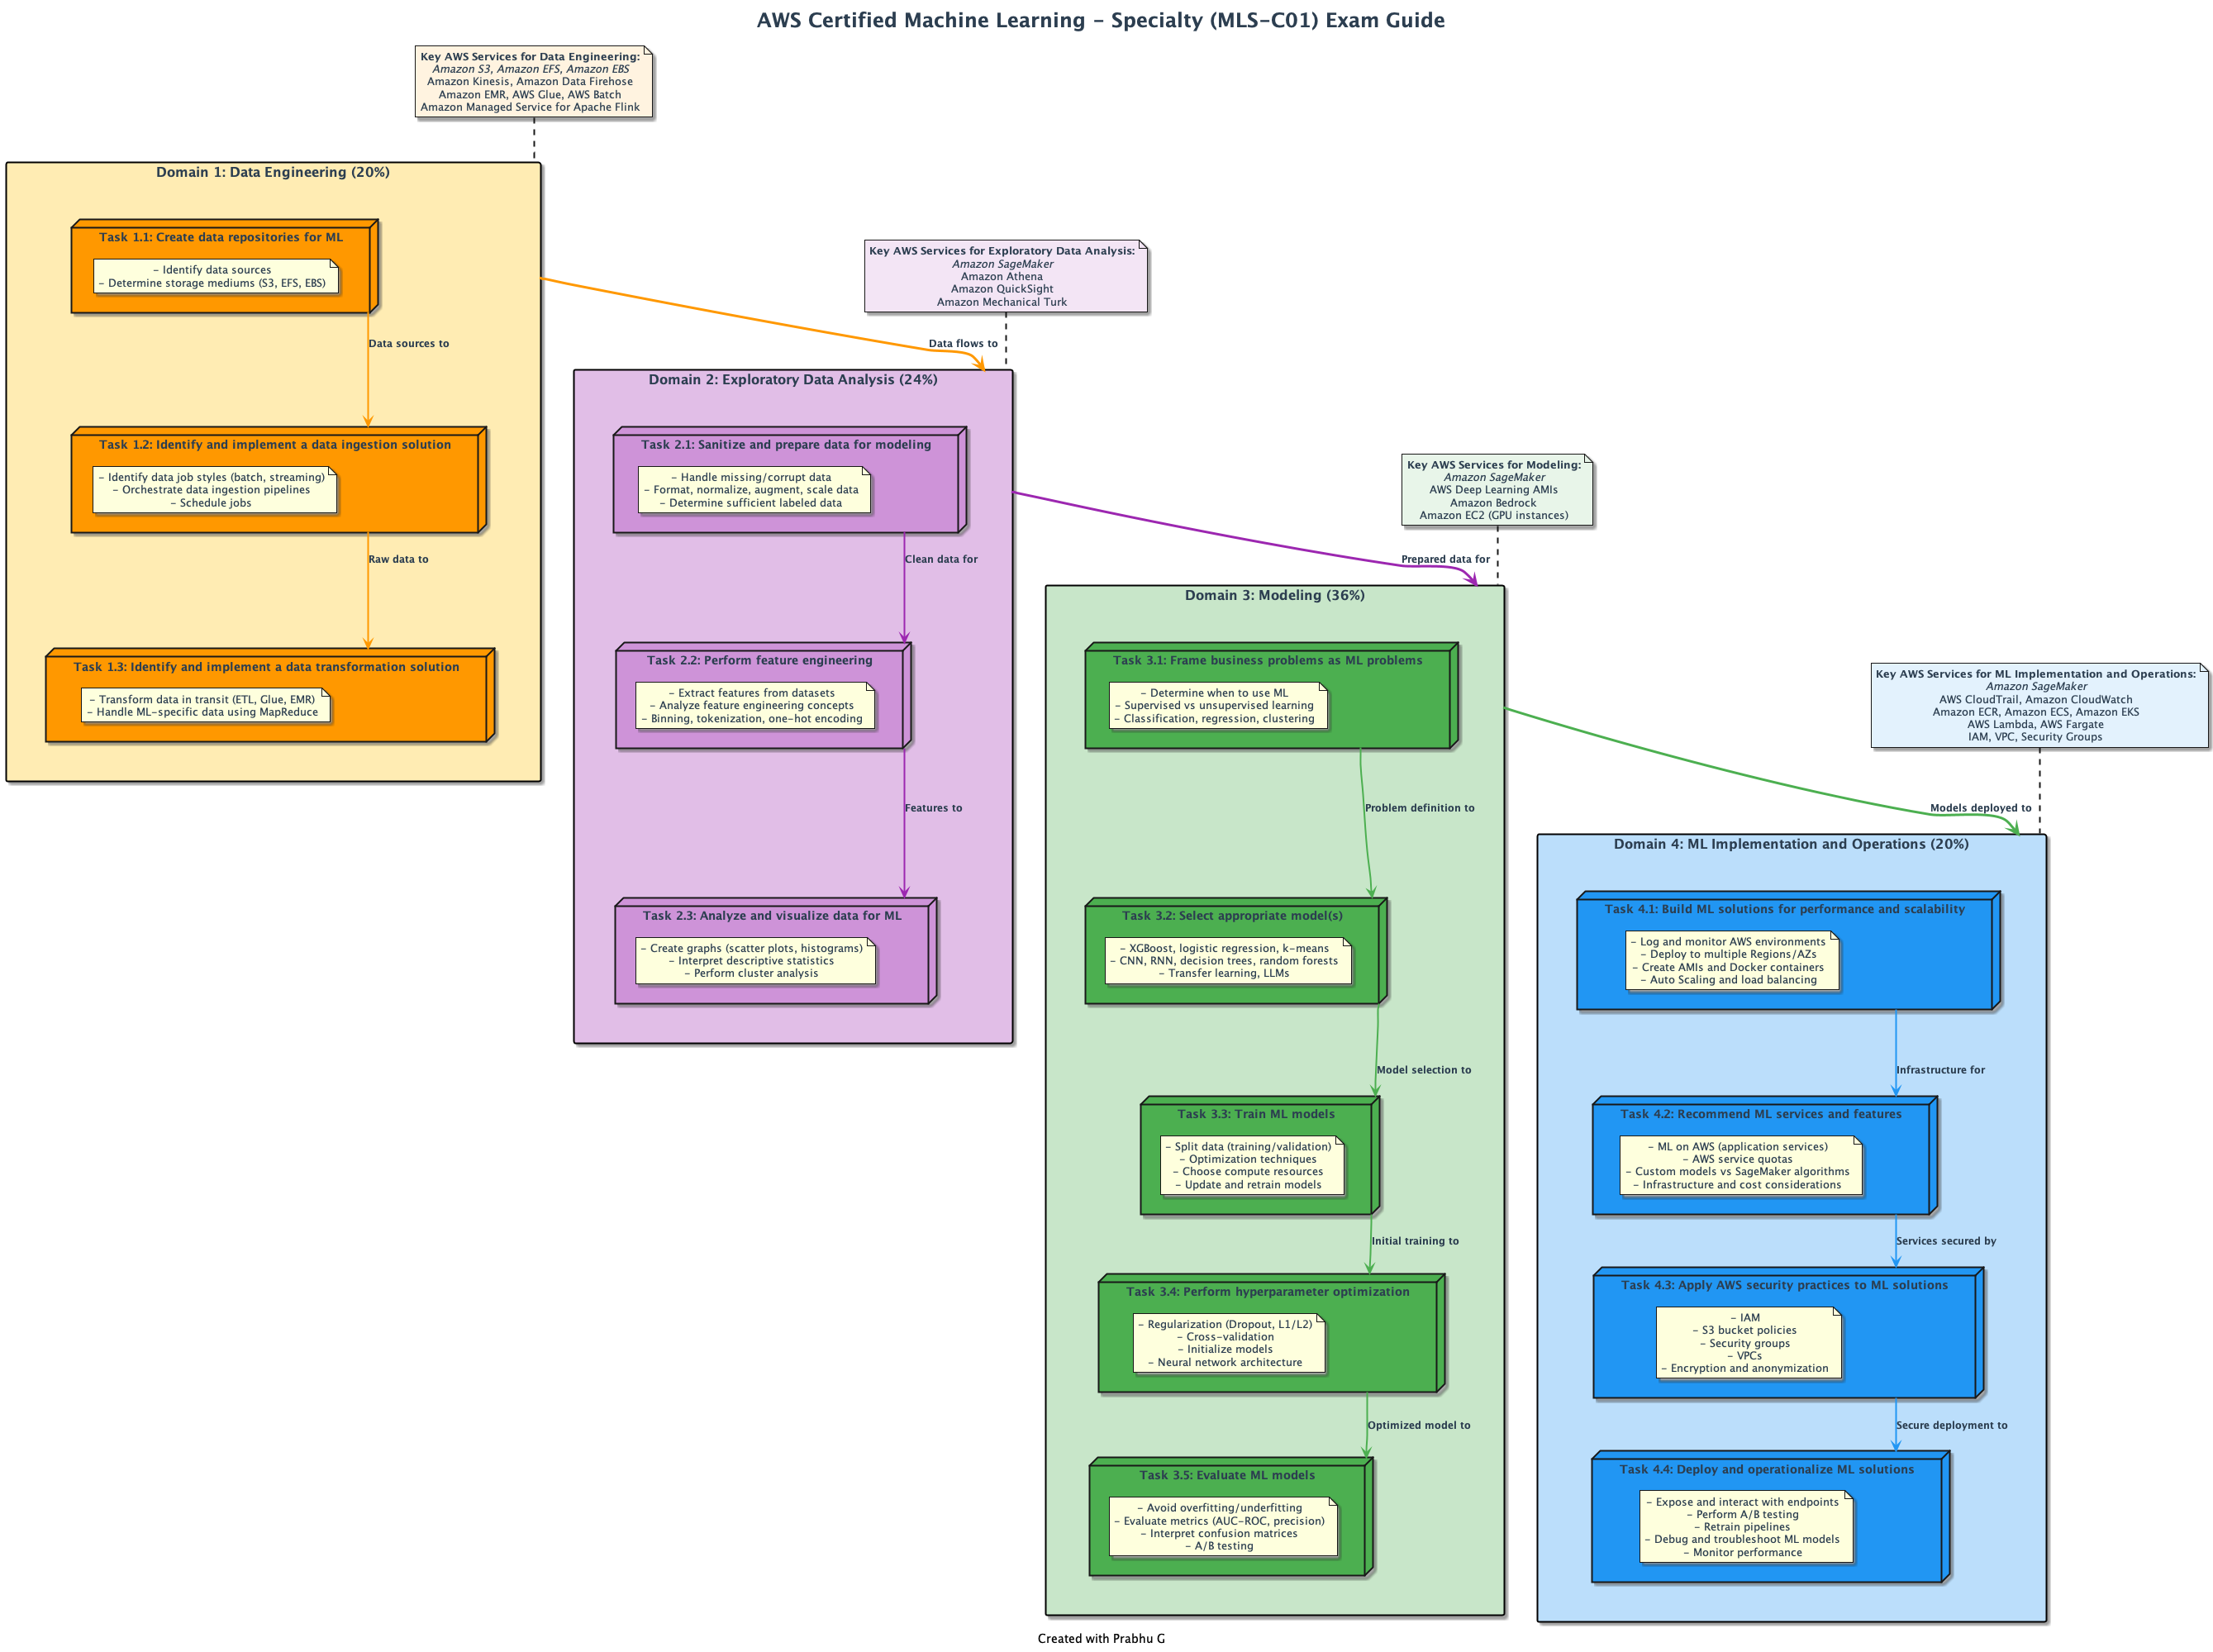 AWS Certified Machine Learning - Specialty (MLS-C01) Exam Guide
Key AWS Services for Data Engineering:
Amazon S3, Amazon EFS, Amazon EBS
Amazon Kinesis, Amazon Data Firehose
Amazon EMR, AWS Glue, AWS Batch
Amazon Managed Service for Apache Flink
Domain 1: Data Engineering (20%)
Task 1.1: Create data repositories for ML
- Identify data sources
- Determine storage mediums (S3, EFS, EBS)
Data sources to
Task 1.2: Identify and implement a data ingestion solution
- Identify data job styles (batch, streaming)
- Orchestrate data ingestion pipelines
- Schedule jobs
Raw data to
Task 1.3: Identify and implement a data transformation solution
- Transform data in transit (ETL, Glue, EMR)
- Handle ML-specific data using MapReduce
Data flows to
Key AWS Services for Exploratory Data Analysis:
Amazon SageMaker
Amazon Athena
Amazon QuickSight
Amazon Mechanical Turk
Domain 2: Exploratory Data Analysis (24%)
Task 2.1: Sanitize and prepare data for modeling
- Handle missing/corrupt data
- Format, normalize, augment, scale data
- Determine sufficient labeled data
Clean data for
Task 2.2: Perform feature engineering
- Extract features from datasets
- Analyze feature engineering concepts
- Binning, tokenization, one-hot encoding
Features to
Task 2.3: Analyze and visualize data for ML
- Create graphs (scatter plots, histograms)
- Interpret descriptive statistics
- Perform cluster analysis
Prepared data for
Key AWS Services for Modeling:
Amazon SageMaker
AWS Deep Learning AMIs
Amazon Bedrock
Amazon EC2 (GPU instances)
Domain 3: Modeling (36%)
Task 3.1: Frame business problems as ML problems
- Determine when to use ML
- Supervised vs unsupervised learning
- Classification, regression, clustering
Problem definition to
Task 3.2: Select appropriate model(s)
- XGBoost, logistic regression, k-means
- CNN, RNN, decision trees, random forests
- Transfer learning, LLMs
Model selection to
Task 3.3: Train ML models
- Split data (training/validation)
- Optimization techniques
- Choose compute resources
- Update and retrain models
Initial training to
Task 3.4: Perform hyperparameter optimization
- Regularization (Dropout, L1/L2)
- Cross-validation
- Initialize models
- Neural network architecture
Optimized model to
Task 3.5: Evaluate ML models
- Avoid overfitting/underfitting
- Evaluate metrics (AUC-ROC, precision)
- Interpret confusion matrices
- A/B testing
Models deployed to
Key AWS Services for ML Implementation and Operations:
Amazon SageMaker
AWS CloudTrail, Amazon CloudWatch
Amazon ECR, Amazon ECS, Amazon EKS
AWS Lambda, AWS Fargate
IAM, VPC, Security Groups
Domain 4: ML Implementation and Operations (20%)
Task 4.1: Build ML solutions for performance and scalability
- Log and monitor AWS environments
- Deploy to multiple Regions/AZs
- Create AMIs and Docker containers
- Auto Scaling and load balancing
Infrastructure for
Task 4.2: Recommend ML services and features
- ML on AWS (application services)
- AWS service quotas
- Custom models vs SageMaker algorithms
- Infrastructure and cost considerations
Services secured by
Task 4.3: Apply AWS security practices to ML solutions
- IAM
- S3 bucket policies
- Security groups
- VPCs
- Encryption and anonymization
Secure deployment to
Task 4.4: Deploy and operationalize ML solutions
- Expose and interact with endpoints
- Perform A/B testing
- Retrain pipelines
- Debug and troubleshoot ML models
- Monitor performance
Created with Prabhu G